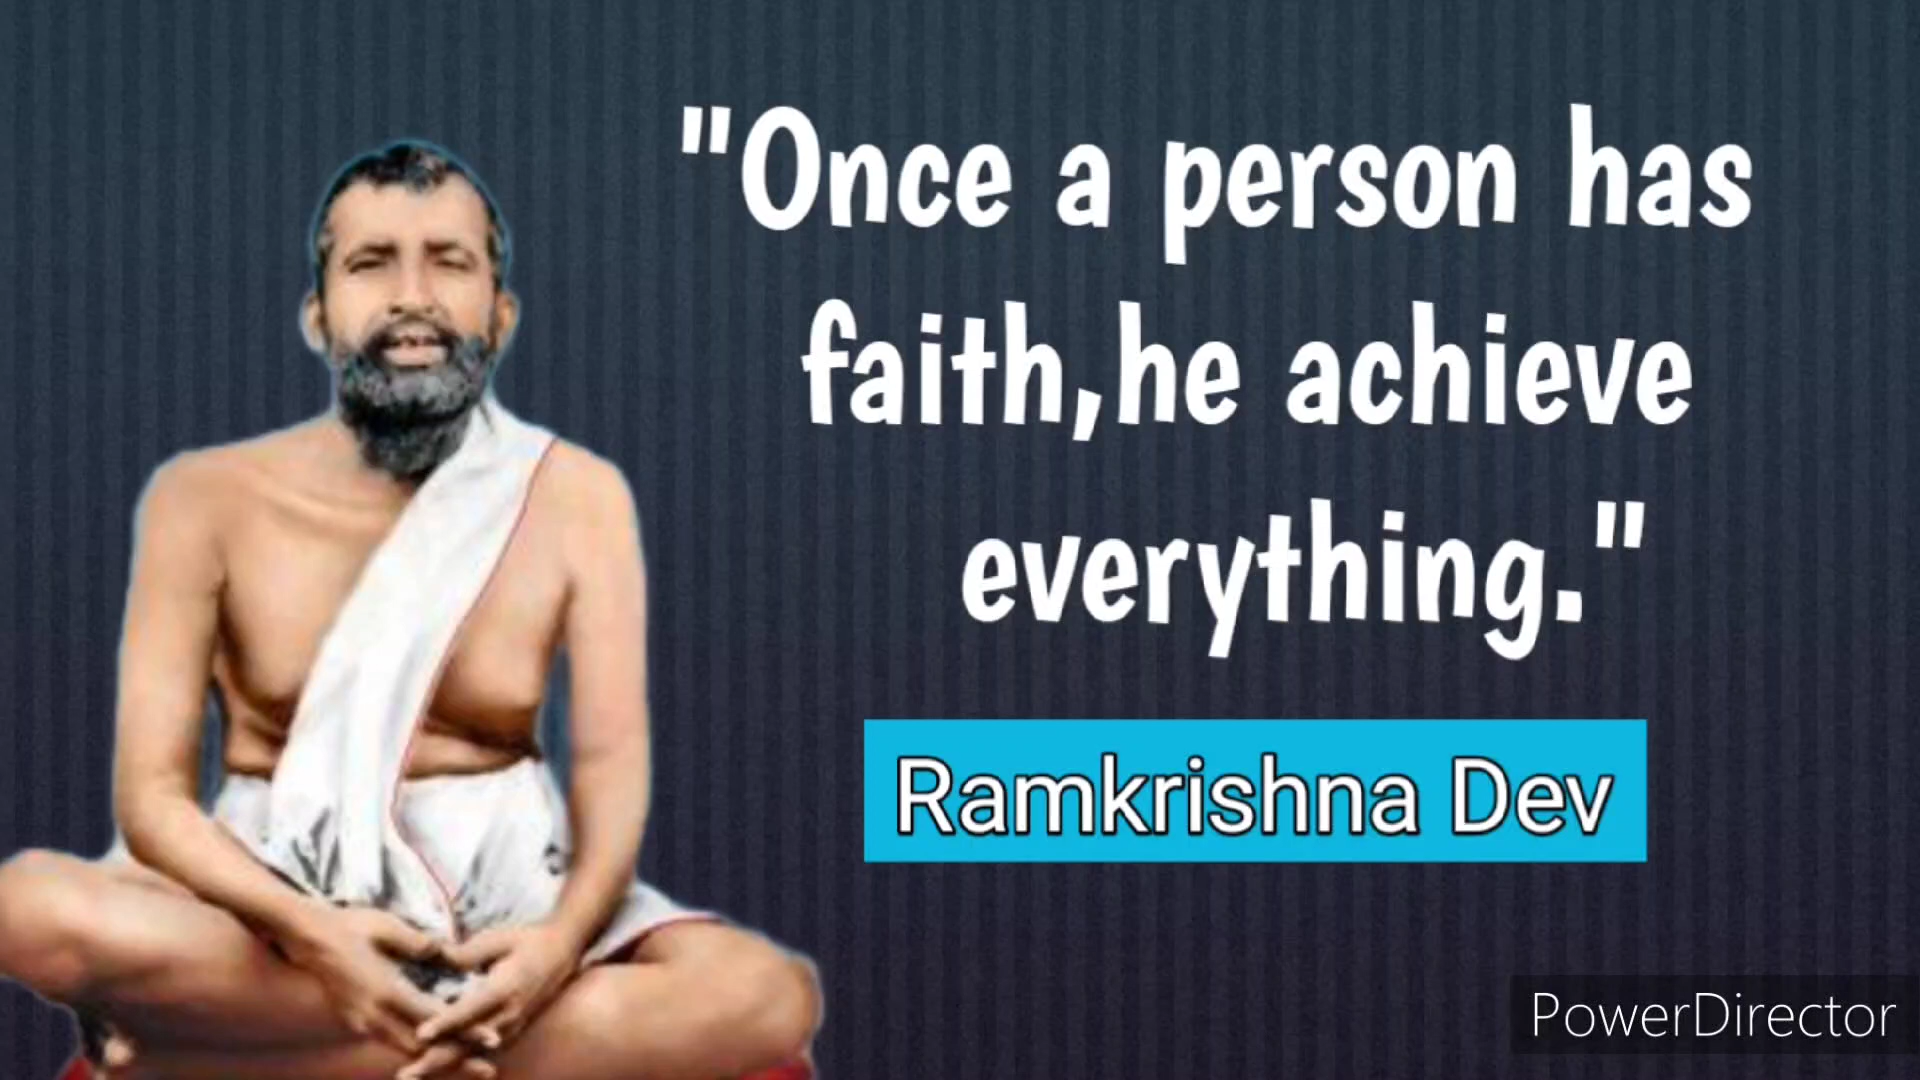 "Once a person has
faith,he achieve
everything."
Ramkrishna Dev
PowerDirector